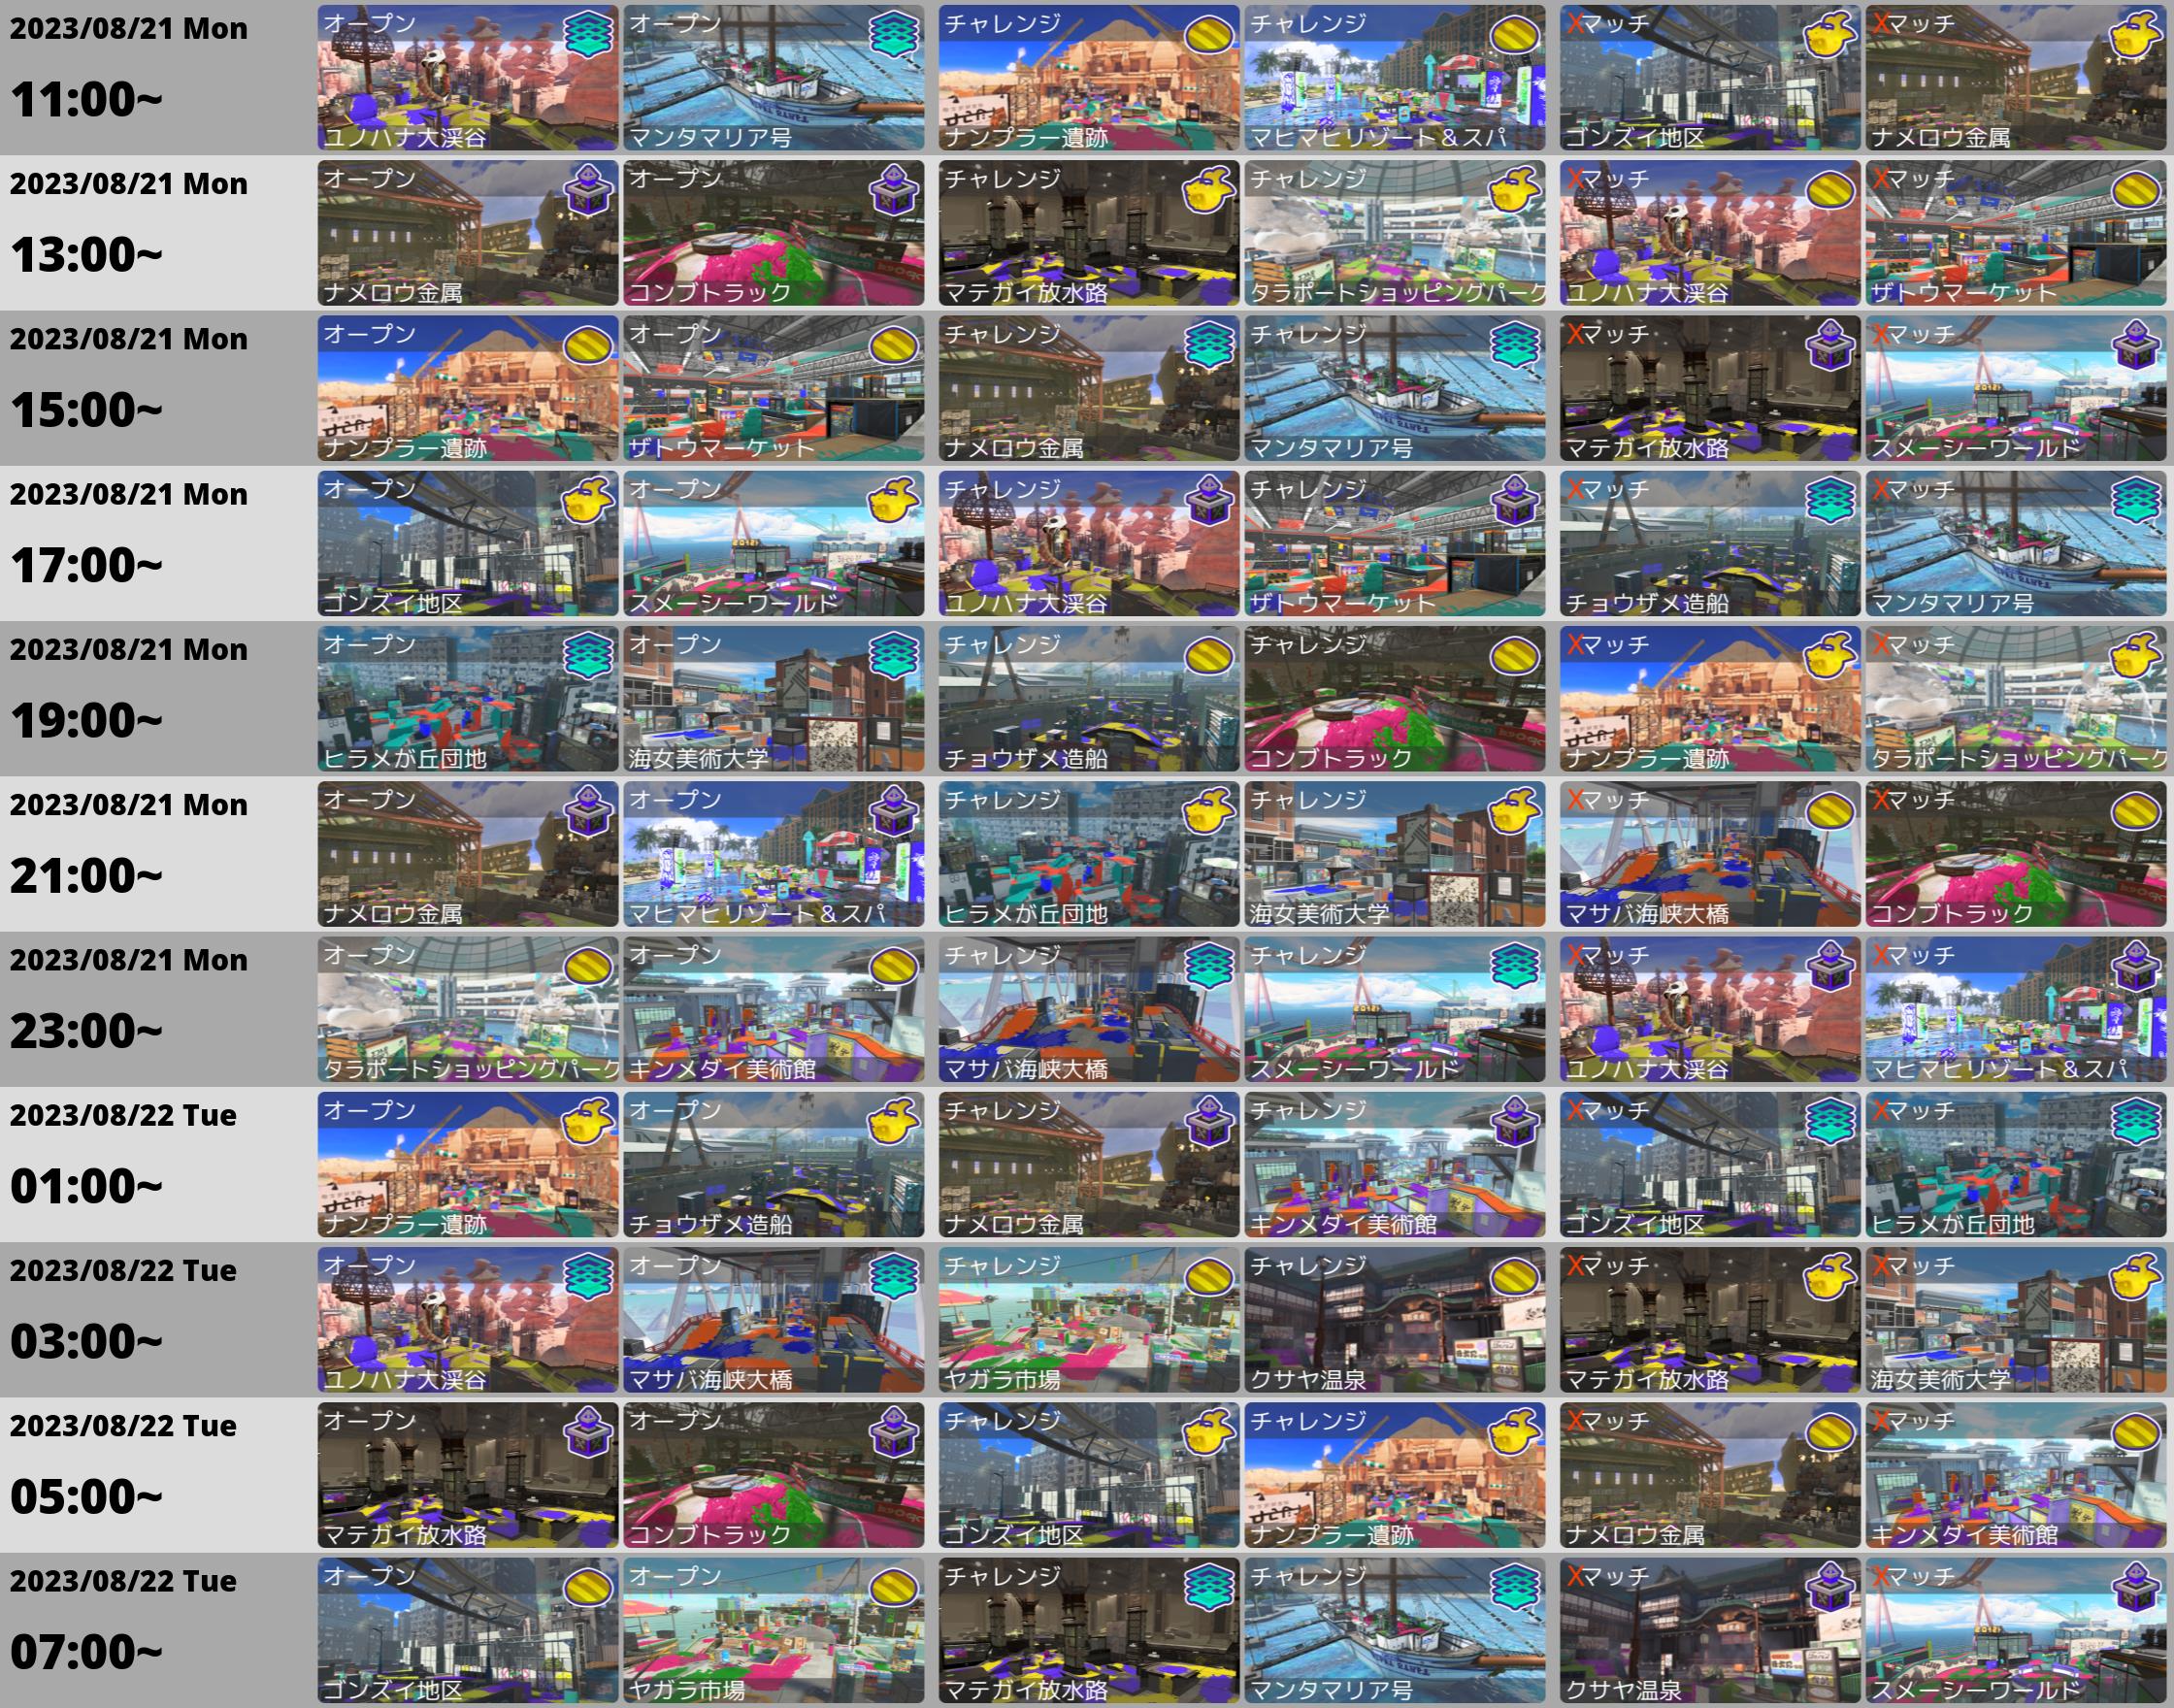 2023/08/21 Mon
11:00~
オープン
ユノハナ大渓谷
オープン
マンタマリア号
チャレンジ
ナンプラー遺跡
チャレンジ
マヒマヒリゾート＆スパ
Xマッチ
ゴンズイ地区
Xマッチ
ナメロウ金属
2023/08/21 Mon
13:00~
オープン
ナメロウ金属
オープン
コンブトラック
チャレンジ
マテガイ放水路
チャレンジ
タラポートショッピングパーク
Xマッチ
ユノハナ大渓谷
Xマッチ
ザトウマーケット
2023/08/21 Mon
15:00~
オープン
ナンプラー遺跡
オープン
ザトウマーケット
チャレンジ
ナメロウ金属
チャレンジ
マンタマリア号
Xマッチ
マテガイ放水路
Xマッチ
スメーシーワールド
2023/08/21 Mon
17:00~
オープン
ゴンズイ地区
オープン
スメーシーワールド
チャレンジ
ユノハナ大渓谷
チャレンジ
ザトウマーケット
Xマッチ
チョウザメ造船
Xマッチ
マンタマリア号
2023/08/21 Mon
19:00~
オープン
ヒラメが丘団地
オープン
海女美術大学
チャレンジ
チョウザメ造船
チャレンジ
コンブトラック
Xマッチ
ナンプラー遺跡
Xマッチ
タラポートショッピングパーク
2023/08/21 Mon
21:00~
オープン
ナメロウ金属
オープン
マヒマヒリゾート＆スパ
チャレンジ
ヒラメが丘団地
チャレンジ
海女美術大学
Xマッチ
マサバ海峡大橋
Xマッチ
コンブトラック
2023/08/21 Mon
23:00~
オープン
タラポートショッピングパーク
オープン
キンメダイ美術館
チャレンジ
マサバ海峡大橋
チャレンジ
スメーシーワールド
Xマッチ
ユノハナ大渓谷
Xマッチ
マヒマヒリゾート＆スパ
2023/08/22 Tue
01:00~
オープン
ナンプラー遺跡
オープン
チョウザメ造船
チャレンジ
ナメロウ金属
チャレンジ
キンメダイ美術館
Xマッチ
ゴンズイ地区
Xマッチ
ヒラメが丘団地
2023/08/22 Tue
03:00~
オープン
ユノハナ大渓谷
オープン
マサバ海峡大橋
チャレンジ
ヤガラ市場
チャレンジ
クサヤ温泉
Xマッチ
マテガイ放水路
Xマッチ
海女美術大学
2023/08/22 Tue
05:00~
オープン
マテガイ放水路
オープン
コンブトラック
チャレンジ
ゴンズイ地区
チャレンジ
ナンプラー遺跡
Xマッチ
ナメロウ金属
Xマッチ
キンメダイ美術館
2023/08/22 Tue
07:00~
オープン
ゴンズイ地区
オープン
ヤガラ市場
チャレンジ
マテガイ放水路
チャレンジ
マンタマリア号
Xマッチ
クサヤ温泉
Xマッチ
スメーシーワールド